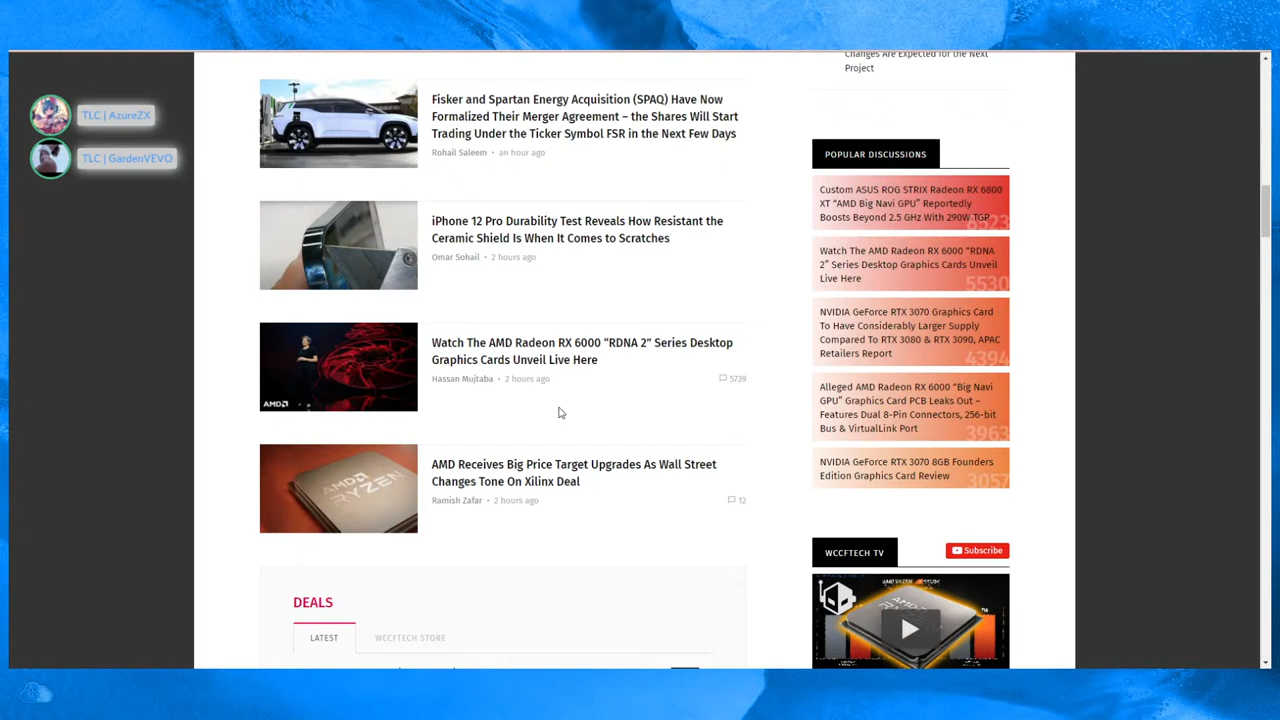 TLC | AzureZX
TLC | GardenVEVO
Fisker and Spartan Energy Acquisition (SPAQ) Have Now
Formalized Their Merger Agreement – the Shares Will Start
Trading Under the Ticker Symbol FSR in the Next Few Days
Rohail Saleem • an hour ago
iPhone 12 Pro Durability Test Reveals How Resistant the
Ceramic Shield Is When It Comes to Scratches
Omar Sohail • 2 hours ago
AMD
Watch The AMD Radeon RX 6000 “RDNA 2” Series Desktop
Graphics Cards Unveil Live Here
Hassan Mujtaba • 2 hours ago 5739
AMD
RYZEN
AMD Receives Big Price Target Upgrades As Wall Street
Changes Tone On Xilinx Deal
Ramish Zafar • 2 hours ago 12
DEALS
LATEST WCCFTECH STORE
Changes Are Expected for the Next
Project
POPULAR DISCUSSIONS
Custom ASUS ROG STRIX Radeon RX 6800
XT “AMD Big Navi GPU” Reportedly
Boosts Beyond 2.5 GHz With 290W TGP
8523
Watch The AMD Radeon RX 6000 “RDNA
2” Series Desktop Graphics Cards Unveil
Live Here
5530
NVIDIA GeForce RTX 3070 Graphics Card
To Have Considerably Larger Supply
Compared To RTX 3080 & RTX 3090, APAC
Retailers Report
4394
Alleged AMD Radeon RX 6000 “Big Navi
GPU” Graphics Card PCB Leaks Out –
Features Dual 8-Pin Connectors, 256-bit
Bus & VirtualLink Port
3963
NVIDIA GeForce RTX 3070 8GB Founders
Edition Graphics Card Review
3057
WCCFTECH TV
Subscribe